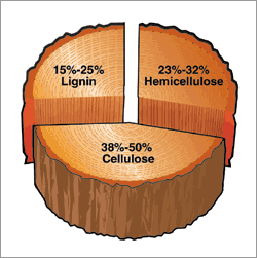 15%-25%
Lignin
23%-32%
Hemicellulose
38%-50%
Cellulose